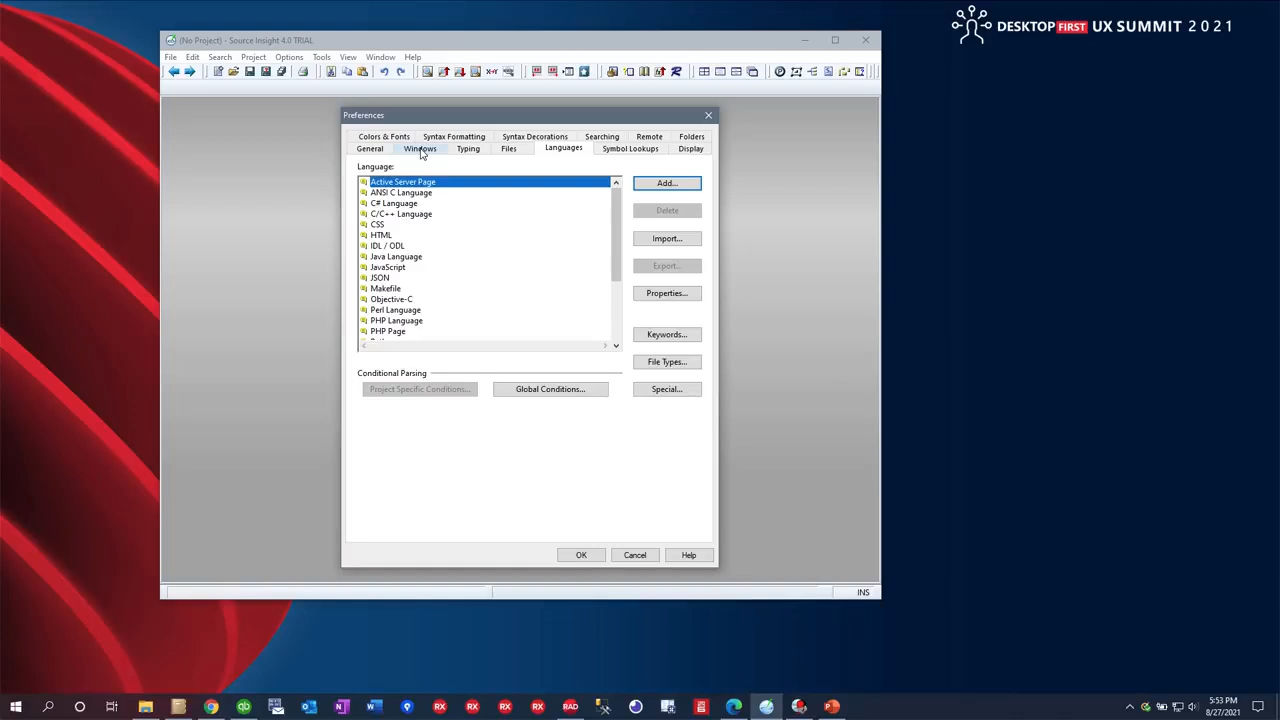 DESKTOP FIRST UX SUMMIT 2021
(No Project) - Source Insight 4.0 TRIAL
File Edit Search Project Options Tools View Window Help
Preferences
Colors & Fonts Syntax Formatting Syntax Decorations Searching Remote Folders
General Windows Typing Files Languages Symbol Lookups Display
Language:
Active Server Page
Add...
ANSI C Language
C# Language
C/C++ Language
Delete
CSS
HTML
Import...
IDL / ODL
Java Language
JavaScript
Export...
JSON
Makefile
Properties...
Objective-C
Perl Language
PHP Language
PHP Page
Keywords...
File Types...
Conditional Parsing
Project Specific Conditions... Global Conditions... Special...
OK Cancel Help
INS
5:53 PM
8/27/2021